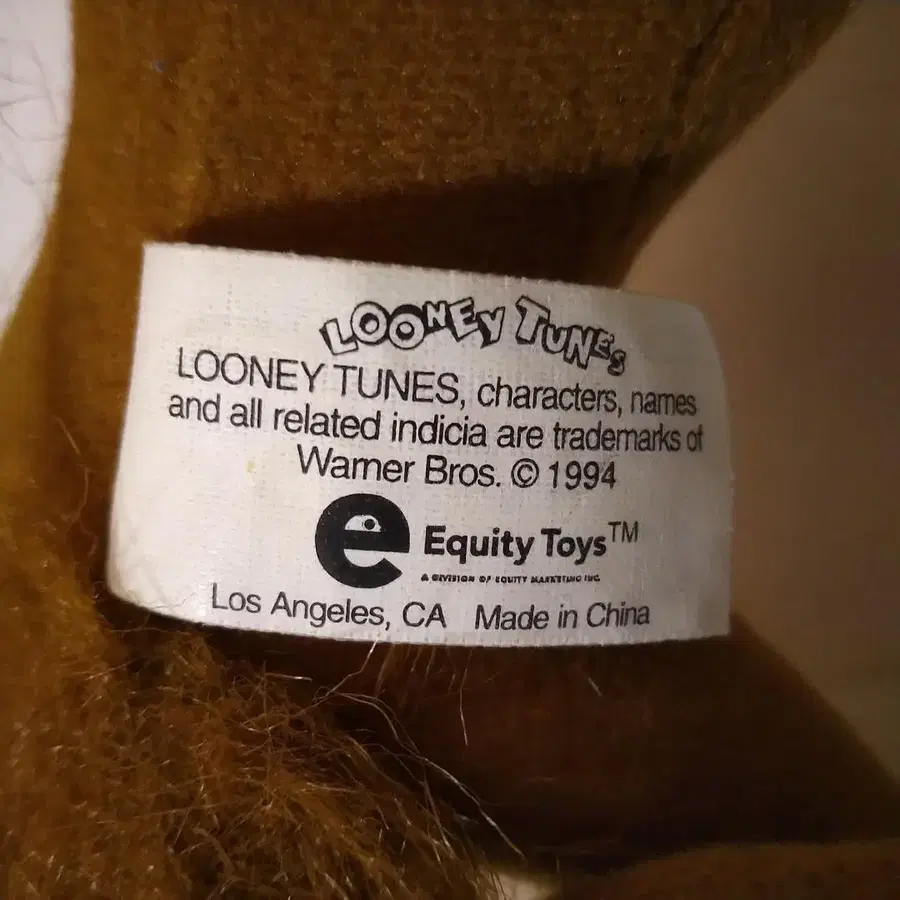 LOONEY TUNES
LOONEY TUNES, characters, names
and all related indicia are trademarks of
Warner Bros. © 1994
e Equity Toys™
A DIVISION OF EQUITY MARKETING INC.
Los Angeles, CA Made in China